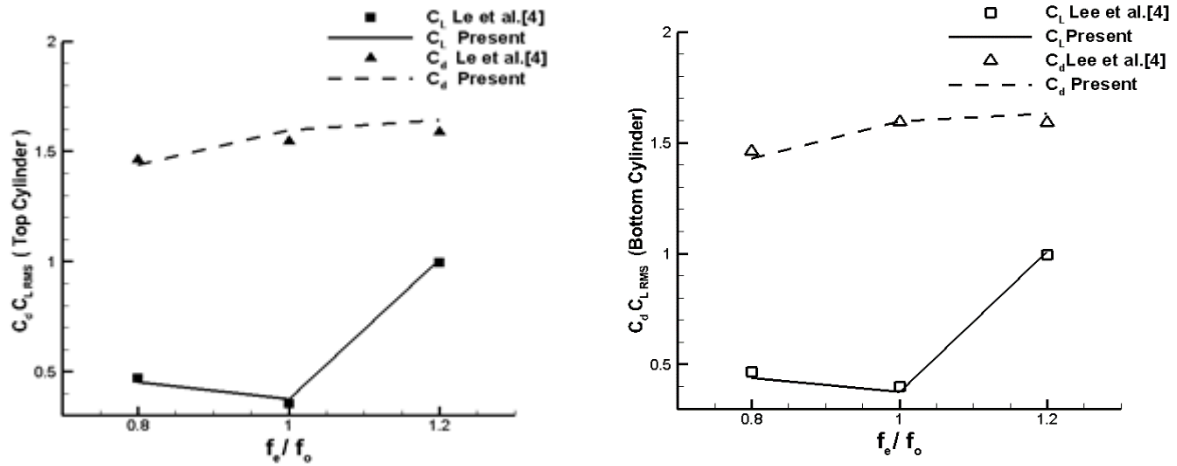 C_L Le et al.[4]
C_L Present
C_d Le et al.[4]
C_d Present
2
1.5
1
0.5
C_d C_L RMS ( Top Cylinder)
0.8
1
1.2
f_e / f_o
C_L Lee et al.[4]
C_L Present
C_d Lee et al.[4]
C_d Present
2
1.5
1
0.5
C_d C_L RMS (Bottom Cylinder)
0.8
1
1.2
f_e / f_o